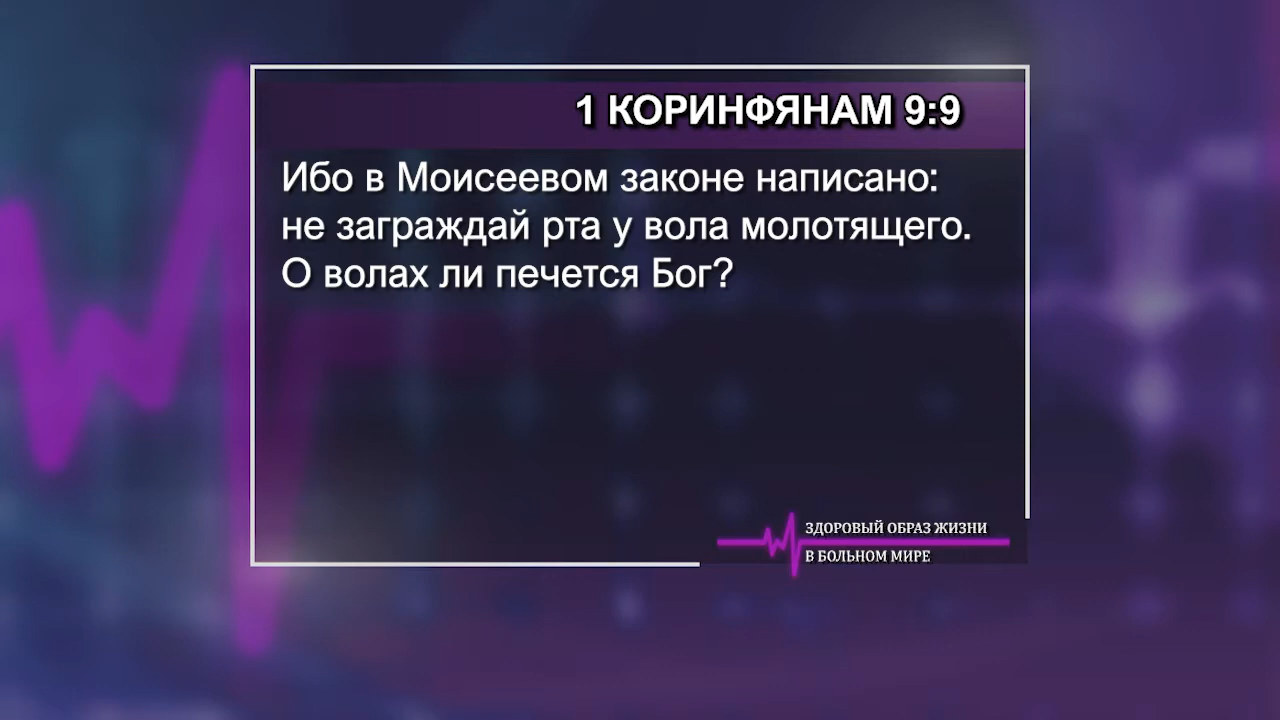 1 КОРИНФЯНАМ 9:9
Ибо в Моисеевом законе написано:
не заграждай рта у вола молотящего.
О волах ли печется Бог?
ЗДОРОВЫЙ ОБРАЗ ЖИЗНИ
В БОЛЬНОМ МИРЕ